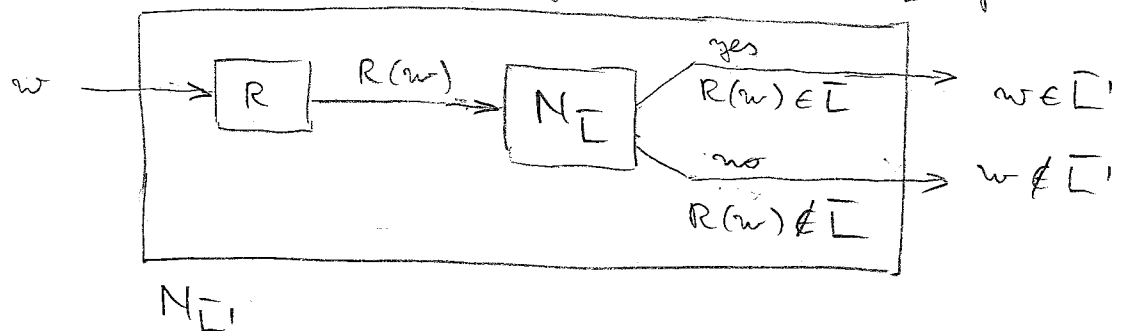 yes
w R R(w) N_L̅ R(w) ∈ L̅ w ∈ L̅'
no
R(w) ∉ L̅ w ∉ L̅'
N_L̅'